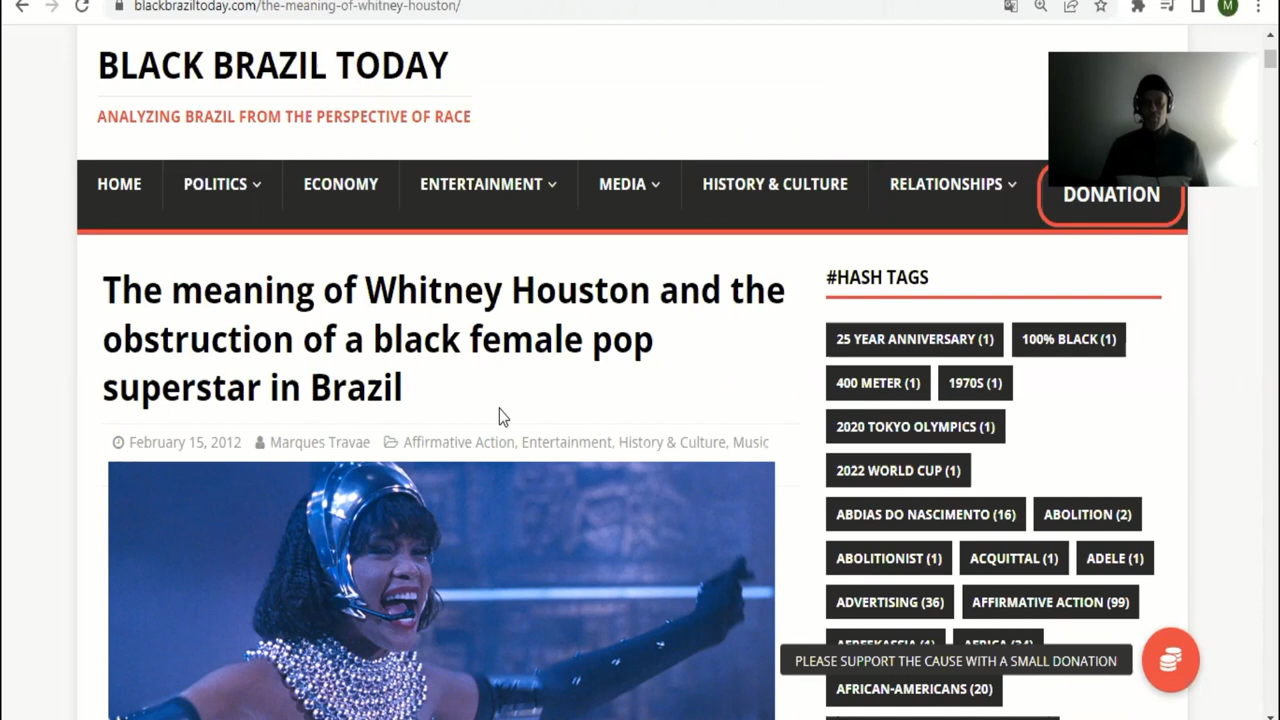 blackbraziltoday.com/the-meaning-of-whitney-houston/
M
BLACK BRAZIL TODAY
ANALYZING BRAZIL FROM THE PERSPECTIVE OF RACE
HOME POLITICS ECONOMY ENTERTAINMENT MEDIA HISTORY & CULTURE RELATIONSHIPS DONATION
The meaning of Whitney Houston and the
obstruction of a black female pop
superstar in Brazil
February 15, 2012 Marques Travae Affirmative Action, Entertainment, History & Culture, Music
#HASH TAGS
25 YEAR ANNIVERSARY (1) 100% BLACK (1)
400 METER (1) 1970S (1)
2020 TOKYO OLYMPICS (1)
2022 WORLD CUP (1)
ABDIAS DO NASCIMENTO (16) ABOLITION (2)
ABOLITIONIST (1) ACQUITTAL (1) ADELE (1)
ADVERTISING (36) AFFIRMATIVE ACTION (99)
PLEASE SUPPORT THE CAUSE WITH A SMALL DONATION
AFRICAN-AMERICANS (20)